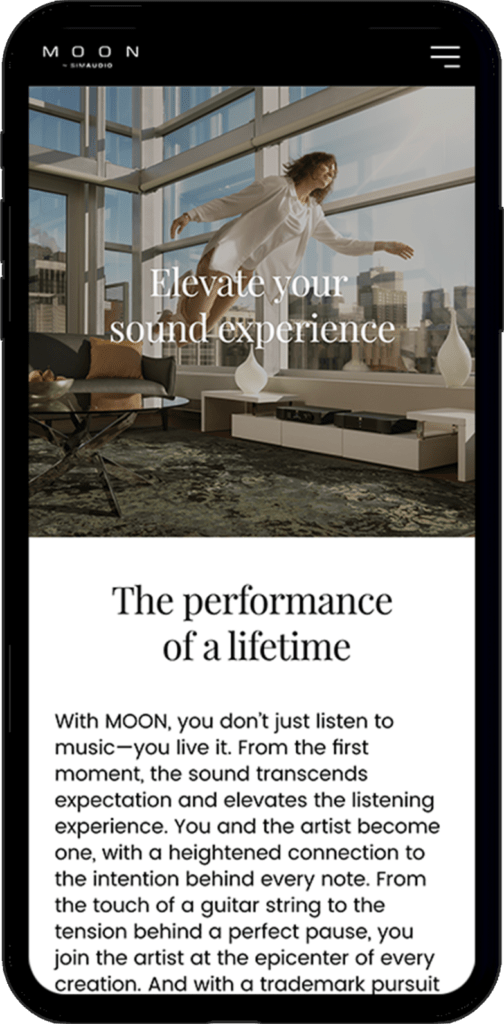 MOON
by SIMAUDIO
Elevate your
sound experience
The performance
of a lifetime
With MOON, you don't just listen to
music—you live it. From the first
moment, the sound transcends
expectation and elevates the listening
experience. You and the artist become
one, with a heightened connection to
the intention behind every note. From
the touch of a guitar string to the
tension behind a perfect pause, you
join the artist at the epicenter of every
creation. And with a trademark pursuit